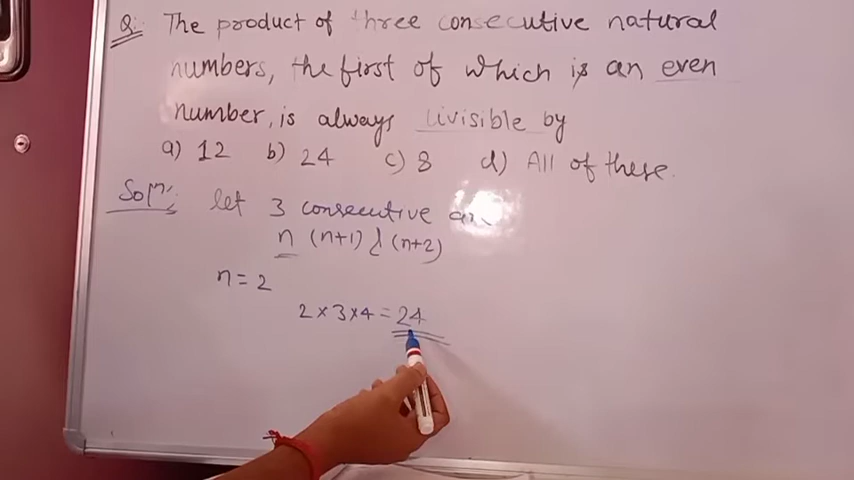 Q:- The product of three consecutive natural
numbers, the first of which is an even
number, is always divisible by
a) 12 b) 24 c) 8 d) All of these.
Soln: let 3 consecutive
n (n+1) & (n+2)
n = 2
2 × 3 × 4 = 24